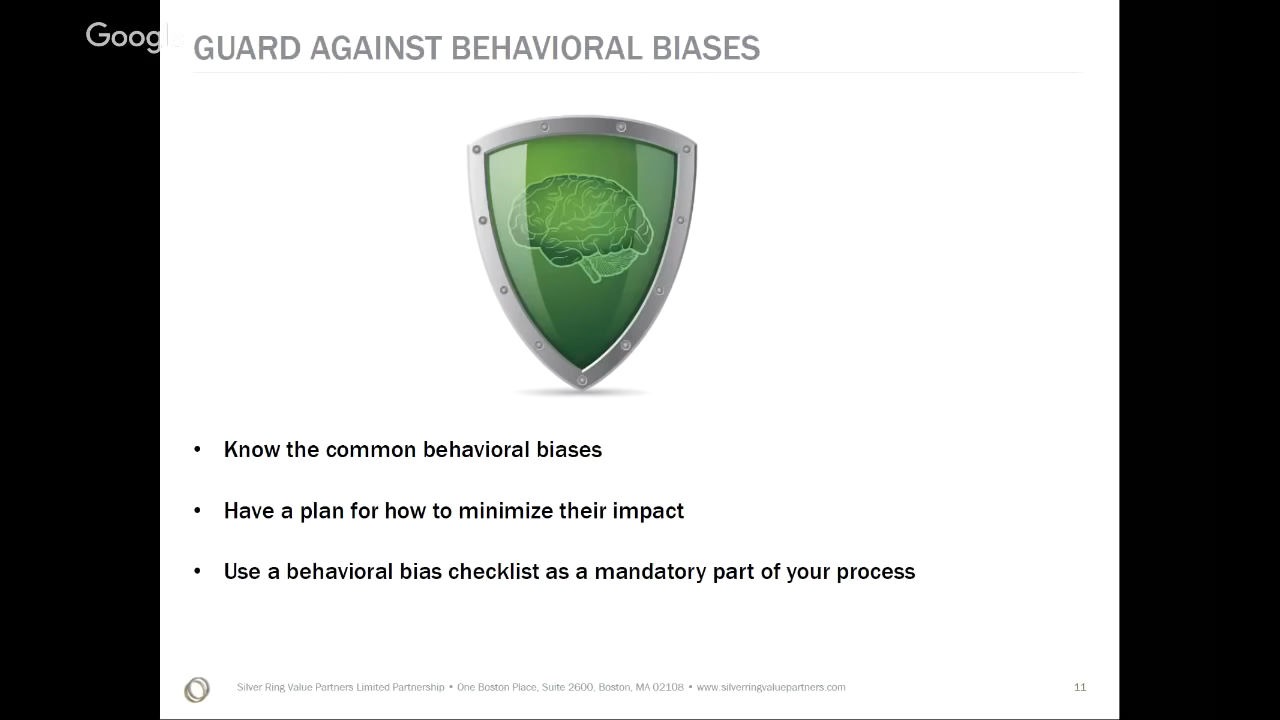 Google
GUARD AGAINST BEHAVIORAL BIASES
• Know the common behavioral biases
• Have a plan for how to minimize their impact
• Use a behavioral bias checklist as a mandatory part of your process
Silver Ring Value Partners Limited Partnership • One Boston Place, Suite 2600, Boston, MA 02108 • www.silverringvaluepartners.com 11